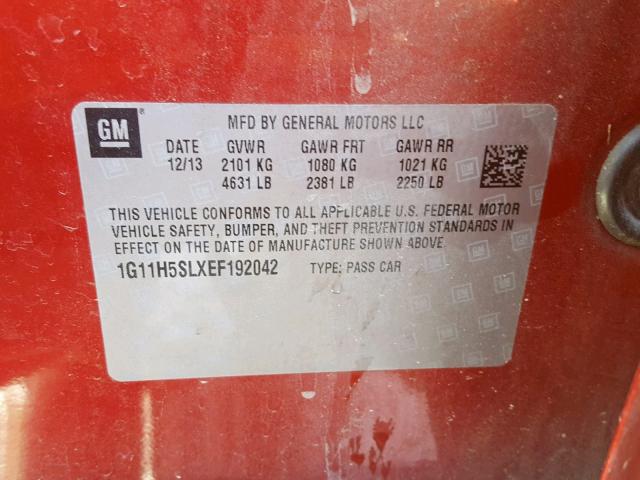 GM®
MFD BY GENERAL MOTORS LLC
DATE GVWR GAWR FRT GAWR RR
12/13 2101 KG 1080 KG 1021 KG
4631 LB 2381 LB 2250 LB
THIS VEHICLE CONFORMS TO ALL APPLICABLE U.S. FEDERAL MOTOR
VEHICLE SAFETY, BUMPER, AND THEFT PREVENTION STANDARDS IN
EFFECT ON THE DATE OF MANUFACTURE SHOWN ABOVE.
1G11H5SLXEF192042 TYPE: PASS CAR